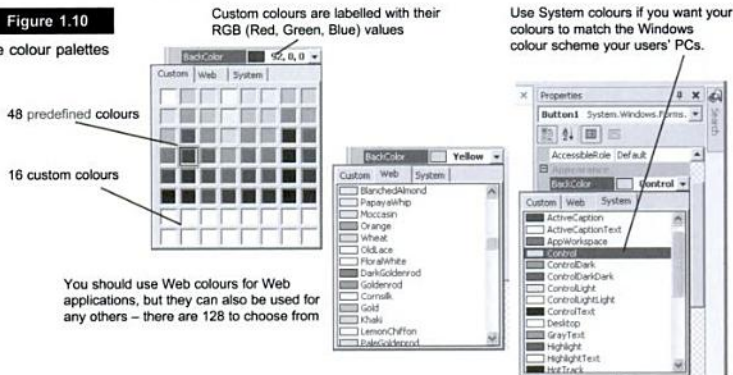 Figure 1.10
e colour palettes
Custom colours are labelled with their
RGB (Red, Green, Blue) values
BackColor 92, 0, 0
Custom Web System
48 predefined colours
16 custom colours
You should use Web colours for Web
applications, but they can also be used for
any others – there are 128 to choose from
BackColor Yellow
Custom Web System
BlanchedAlmond
PapayaWhip
Moccasin
Orange
Wheat
OldLace
FloralWhite
DarkGoldenrod
Goldenrod
Cornsilk
Gold
Khaki
LemonChiffon
PaleGoldenrod
Use System colours if you want your
colours to match the Windows
colour scheme your users' PCs.
Properties
Button1 System.Windows.Forms.
AccessibleRole Default
Appearance
BackColor Control
Custom Web System
ActiveCaption
ActiveCaptionText
AppWorkspace
Control
ControlDark
ControlDarkDark
ControlLight
ControlLightLight
ControlText
Desktop
GrayText
Highlight
HighlightText
HotTrack
Search